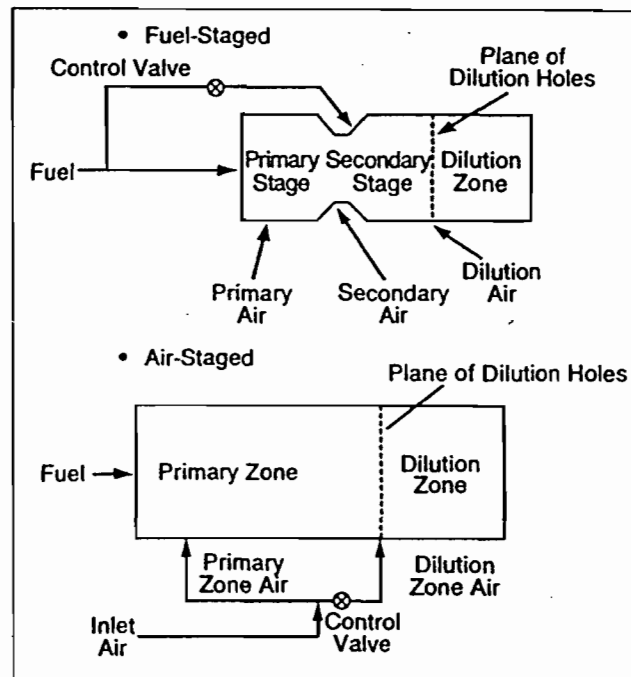 • Fuel-Staged
Control Valve
Plane of
Dilution Holes
Fuel
Primary
Stage
Secondary
Stage
Dilution
Zone
Primary
Air
Secondary
Air
Dilution
Air
• Air-Staged
Plane of Dilution Holes
Fuel
Primary Zone
Dilution
Zone
Primary
Zone Air
Dilution
Zone Air
Inlet
Air
Control
Valve